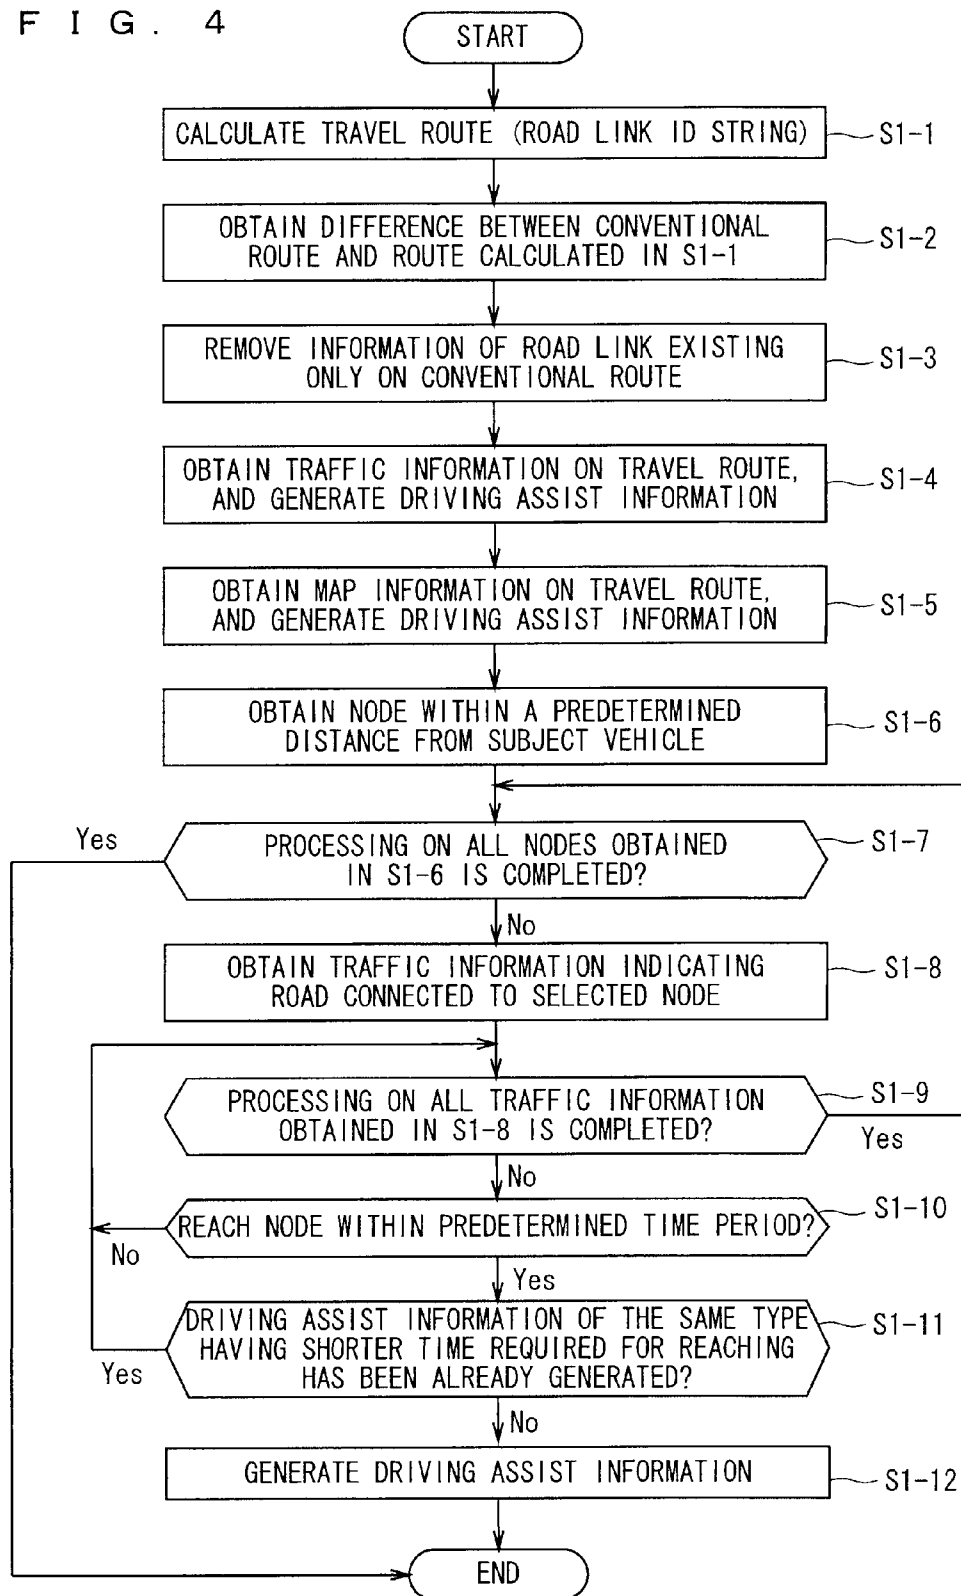 FIG. 4
START
CALCULATE TRAVEL ROUTE (ROAD LINK ID STRING)
S1-1
OBTAIN DIFFERENCE BETWEEN CONVENTIONAL
ROUTE AND ROUTE CALCULATED IN S1-1
S1-2
REMOVE INFORMATION OF ROAD LINK EXISTING
ONLY ON CONVENTIONAL ROUTE
S1-3
OBTAIN TRAFFIC INFORMATION ON TRAVEL ROUTE,
AND GENERATE DRIVING ASSIST INFORMATION
S1-4
OBTAIN MAP INFORMATION ON TRAVEL ROUTE,
AND GENERATE DRIVING ASSIST INFORMATION
S1-5
OBTAIN NODE WITHIN A PREDETERMINED
DISTANCE FROM SUBJECT VEHICLE
S1-6
Yes
PROCESSING ON ALL NODES OBTAINED
IN S1-6 IS COMPLETED?
S1-7
No
OBTAIN TRAFFIC INFORMATION INDICATING
ROAD CONNECTED TO SELECTED NODE
S1-8
PROCESSING ON ALL TRAFFIC INFORMATION
OBTAINED IN S1-8 IS COMPLETED?
S1-9
Yes
No
REACH NODE WITHIN PREDETERMINED TIME PERIOD?
S1-10
No
Yes
DRIVING ASSIST INFORMATION OF THE SAME TYPE
HAVING SHORTER TIME REQUIRED FOR REACHING
HAS BEEN ALREADY GENERATED?
S1-11
Yes
No
GENERATE DRIVING ASSIST INFORMATION
S1-12
END